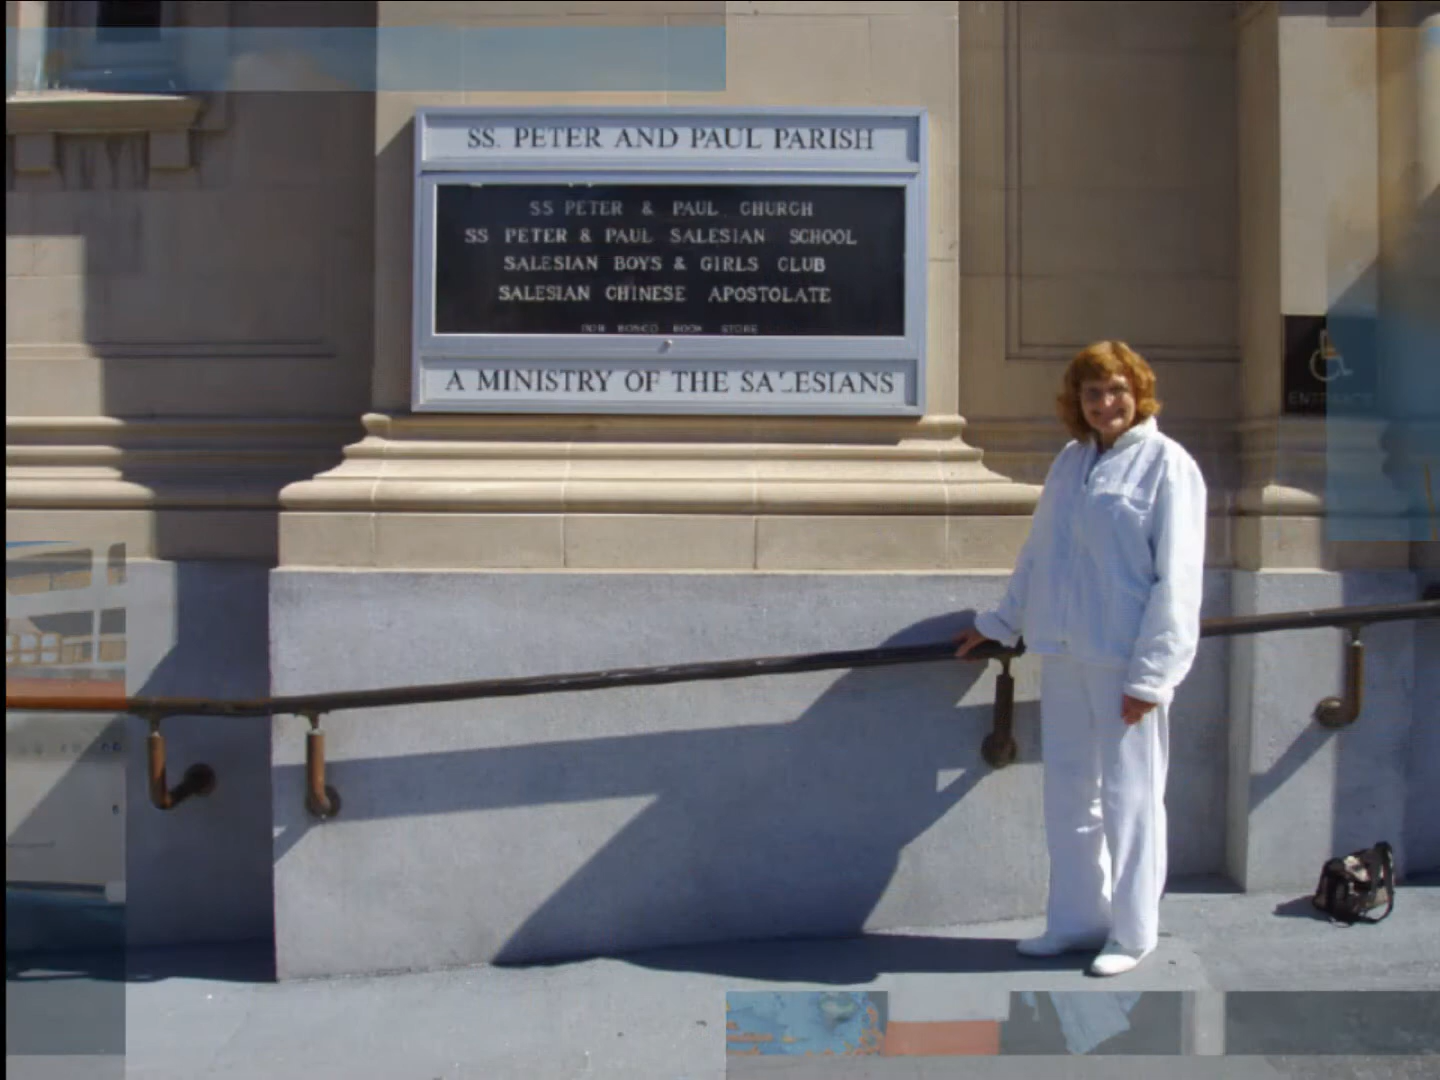 SS. PETER AND PAUL PARISH
SS PETER & PAUL CHURCH
SS PETER & PAUL SALESIAN SCHOOL
SALESIAN BOYS & GIRLS CLUB
SALESIAN CHINESE APOSTOLATE
DON BOSCO BOOK STORE
A MINISTRY OF THE SALESIANS
ENTRANCE